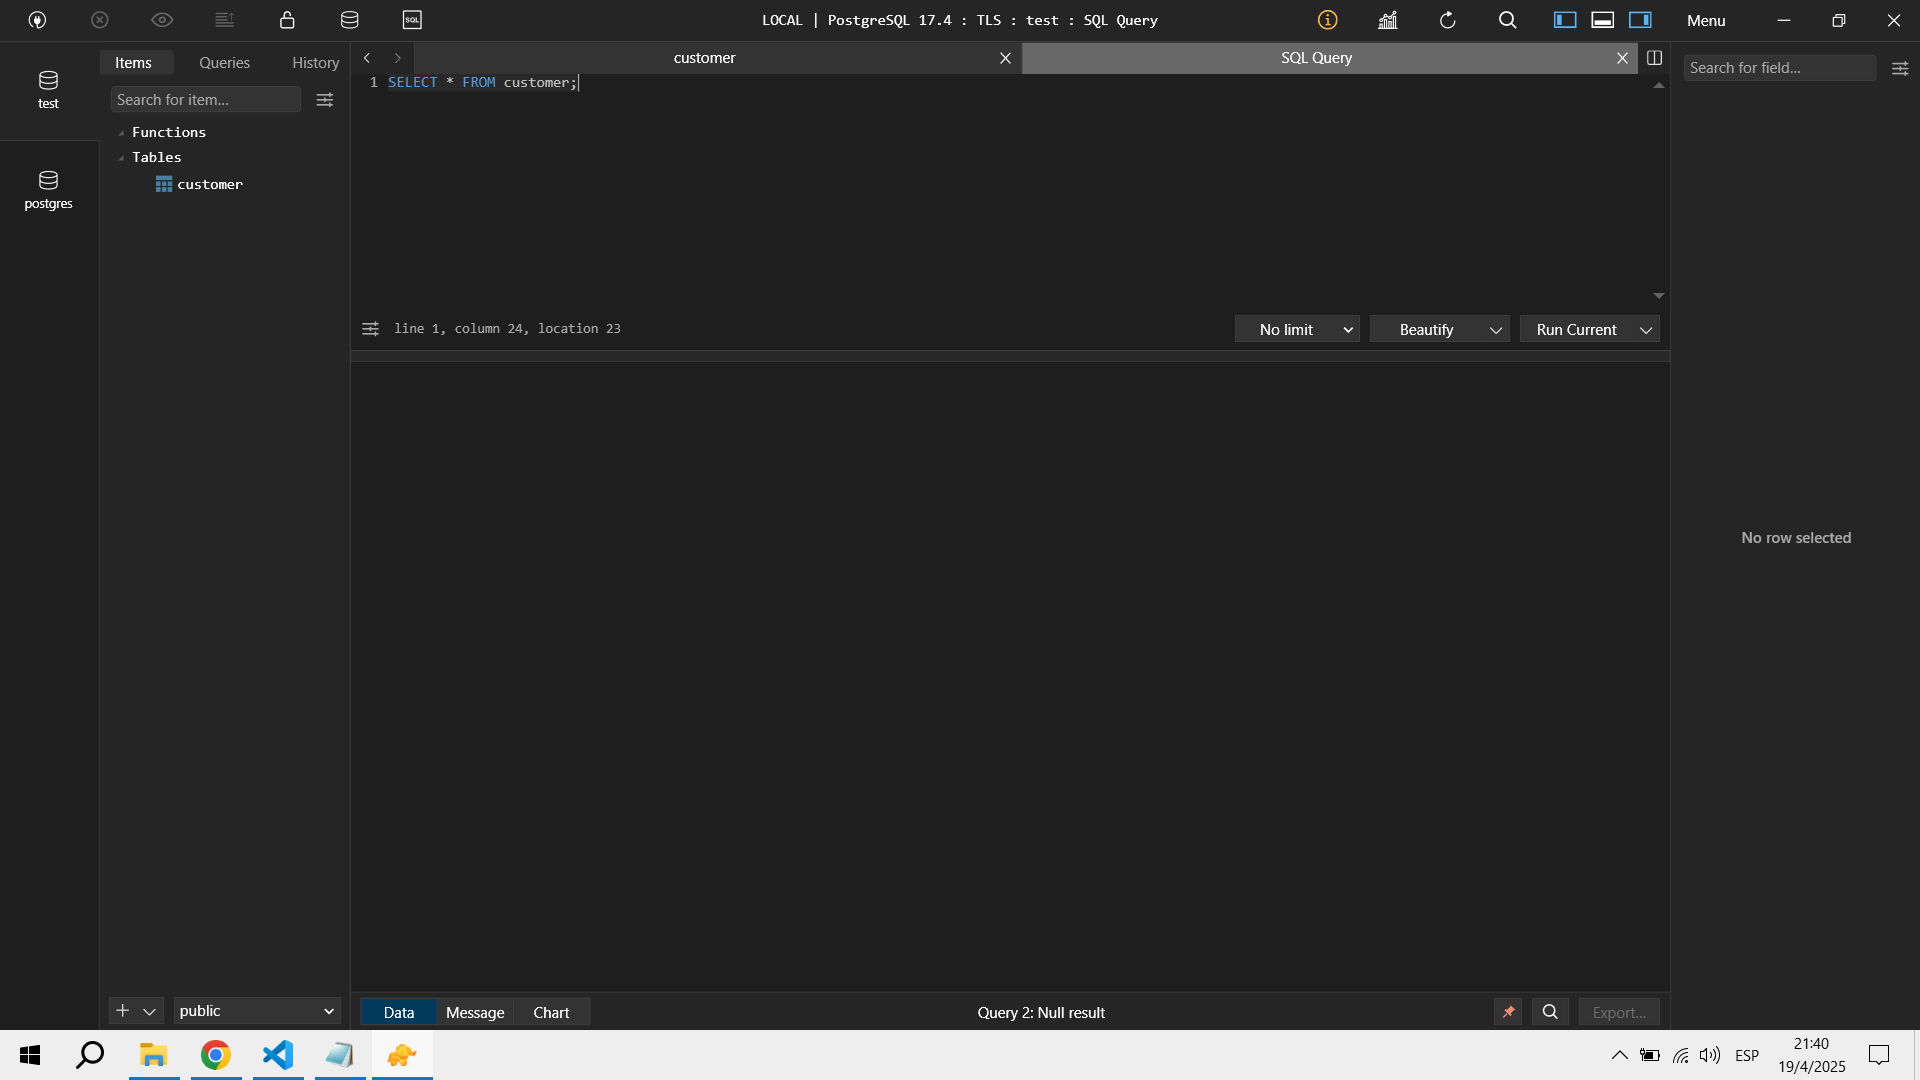 SQL
LOCAL | PostgreSQL 17.4 : TLS : test : SQL Query
Menu
test
postgres
Items
Queries
History
Search for item...
Functions
Tables
customer
customer
SQL Query
1 SELECT * FROM customer;
line 1, column 24, location 23
No limit
Beautify
Run Current
Search for field...
No row selected
public
Data
Message
Chart
Query 2: Null result
Export...
ESP
21:40
19/4/2025